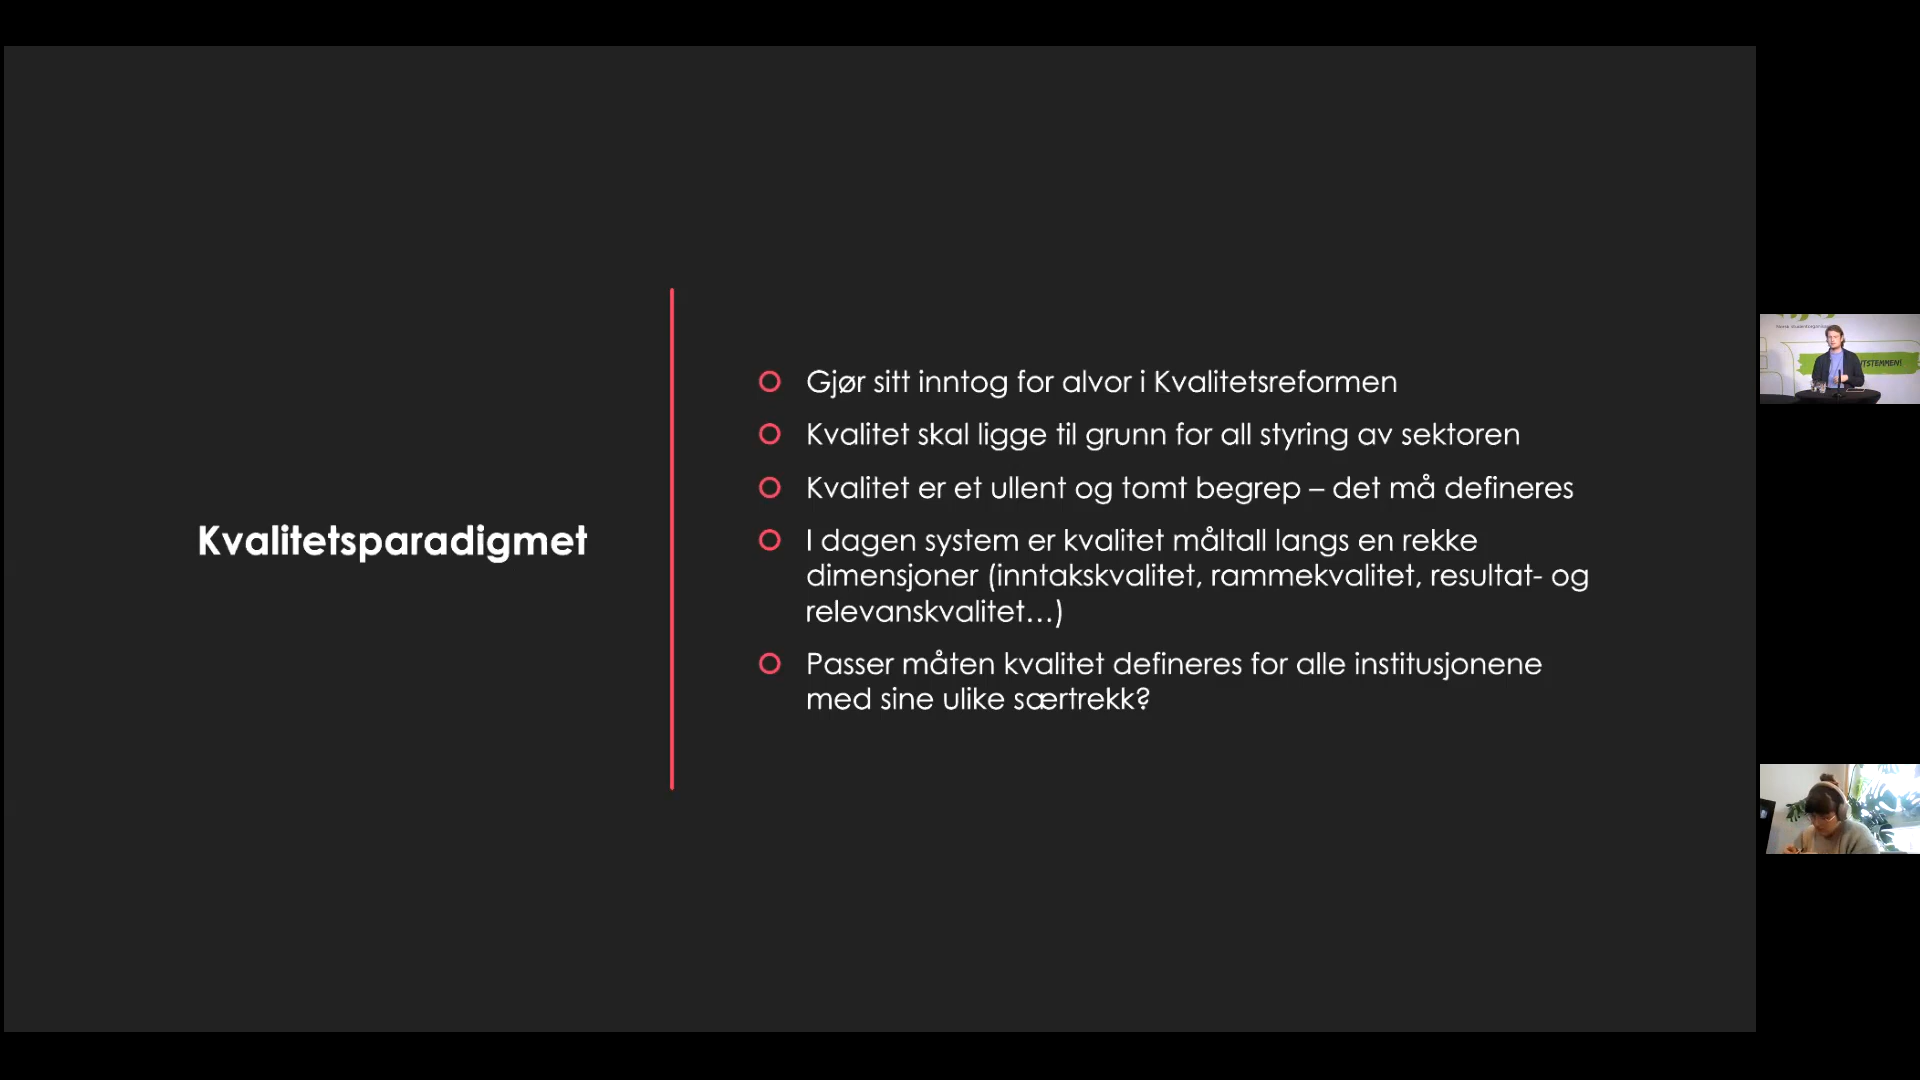 Kvalitetsparadigmet
Gjør sitt inntog for alvor i Kvalitetsreformen
Kvalitet skal ligge til grunn for all styring av sektoren
Kvalitet er et ullent og tomt begrep – det må defineres
I dagen system er kvalitet måltall langs en rekke
dimensjoner (inntakskvalitet, rammekvalitet, resultat- og
relevanskvalitet…)
Passer måten kvalitet defineres for alle institusjonene
med sine ulike særtrekk?